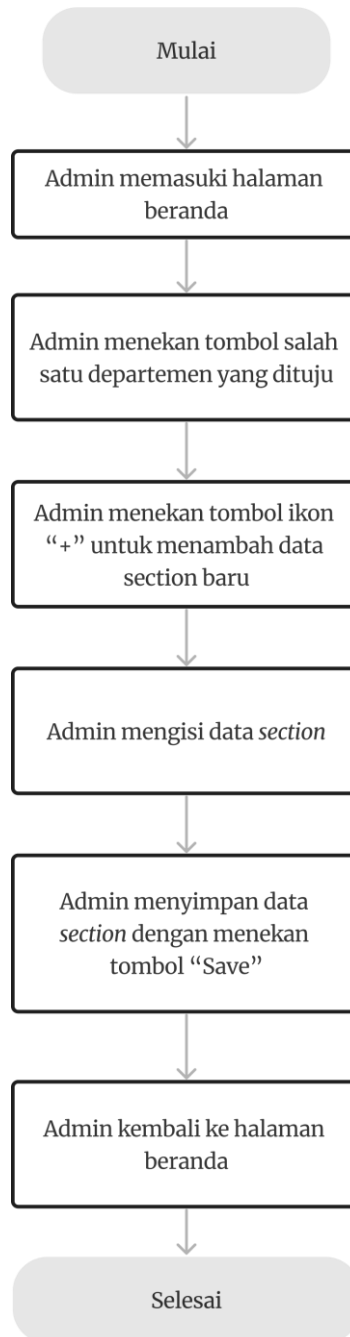 Mulai
Admin memasuki halaman
beranda
Admin menekan tombol salah
satu departemen yang dituju
Admin menekan tombol ikon
“+” untuk menambah data
section baru
Admin mengisi data section
Admin menyimpan data
section dengan menekan
tombol “Save”
Admin kembali ke halaman
beranda
Selesai